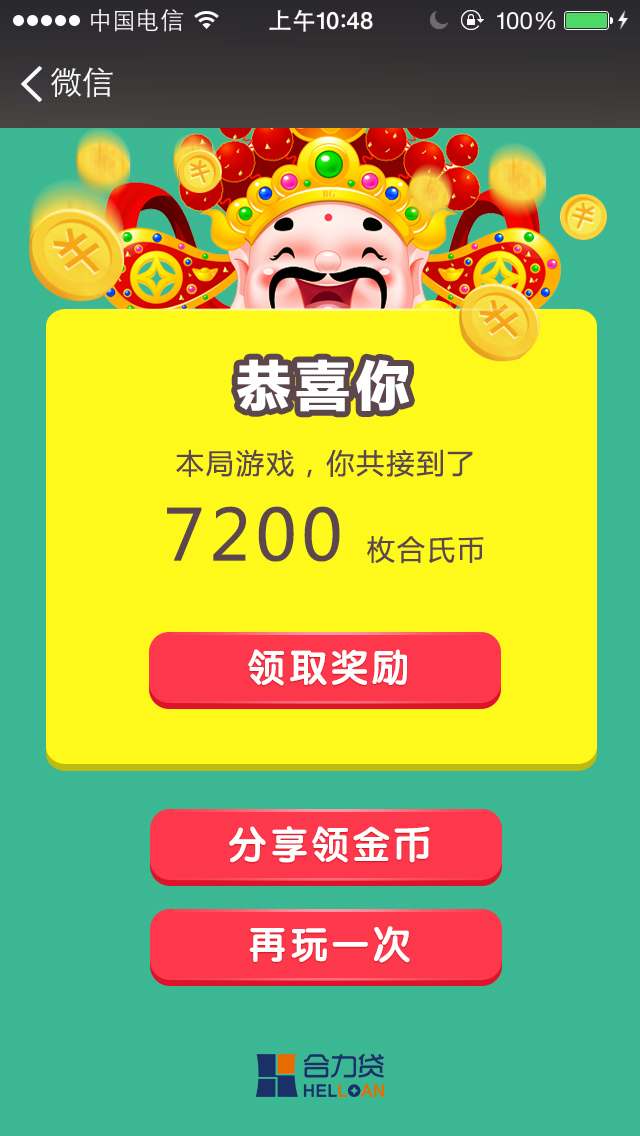 中国电信 上午10:48 100%
微信
BG
恭喜你
本局游戏，你共接到了
7200 枚合氏币
领取奖励
分享领金币
再玩一次
合力贷
HELLOAN